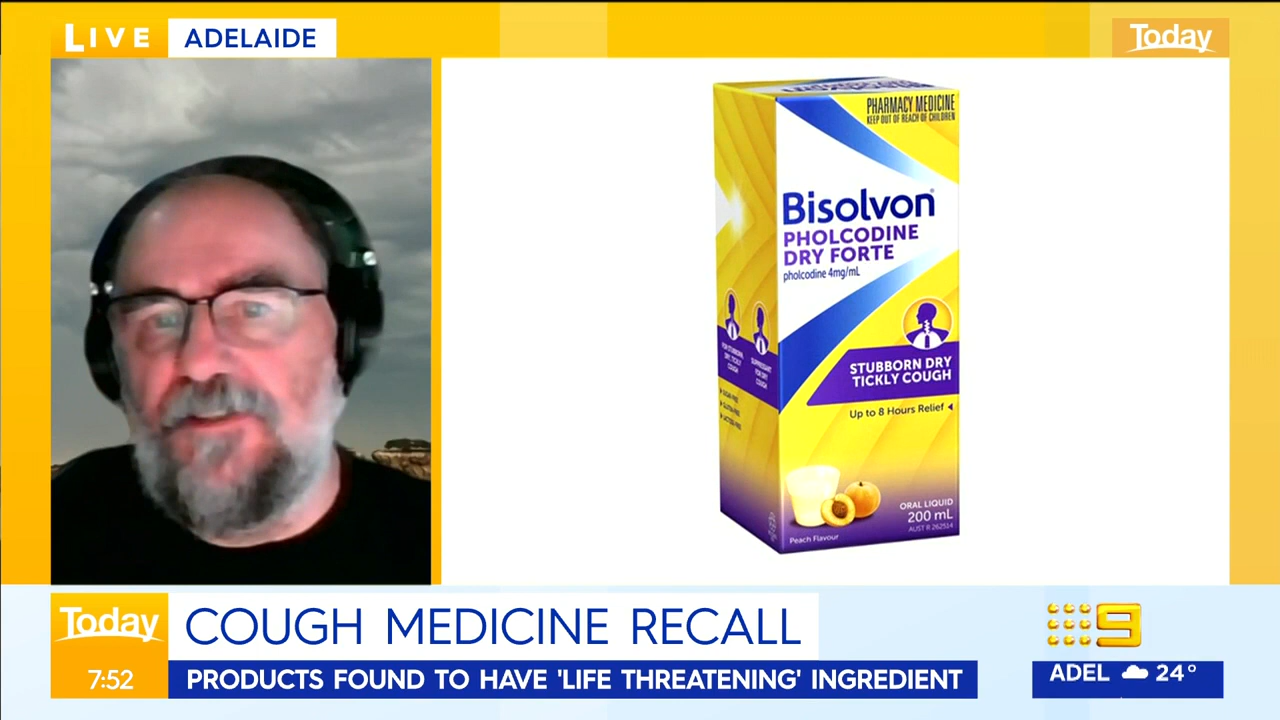 LIVE
ADELAIDE
Today
PHARMACY MEDICINE
KEEP OUT OF REACH OF CHILDREN
Bisolvon
PHOLCODINE
DRY FORTE
pholcodine 4mg/mL
STUBBORN DRY
TICKLY COUGH
Up to 8 Hours Relief
ORAL LIQUID
200 mL
AUST R 262514
Peach Flavour
Today
7:52
COUGH MEDICINE RECALL
PRODUCTS FOUND TO HAVE 'LIFE THREATENING' INGREDIENT
9
ADEL 24°